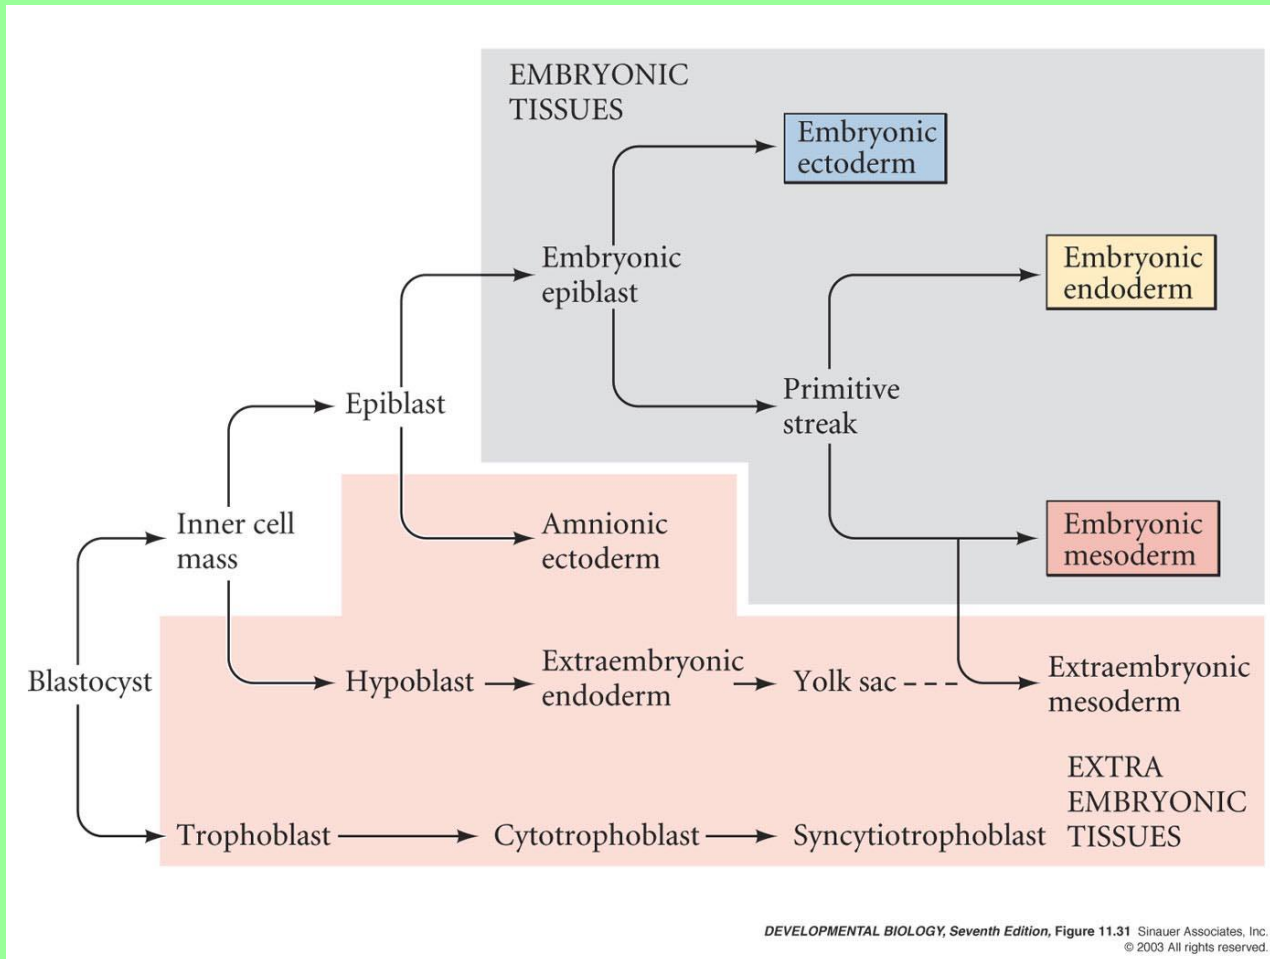 EMBRYONIC
TISSUES
Embryonic
ectoderm
Embryonic
epiblast
Embryonic
endoderm
Epiblast
Primitive
streak
Inner cell
mass
Amnionic
ectoderm
Embryonic
mesoderm
Blastocyst
Hypoblast
Extraembryonic
endoderm
Yolk sac
Extraembryonic
mesoderm
EXTRA
EMBRYONIC
TISSUES
Trophoblast
Cytotrophoblast
Syncytiotrophoblast
DEVELOPMENTAL BIOLOGY, Seventh Edition, Figure 11.31 Sinauer Associates, Inc.
© 2003 All rights reserved.